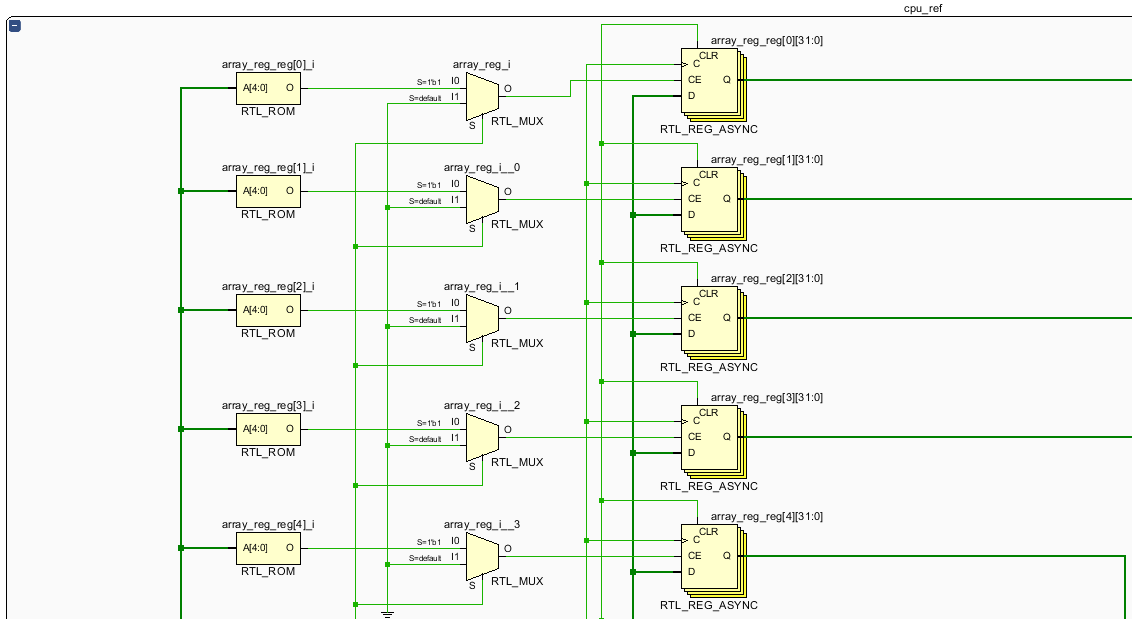 cpu_ref
array_reg_reg[0]_i
A[4:0] O
RTL_ROM
array_reg_i
S=1'b1 I0
S=default I1
O
S
RTL_MUX
array_reg_reg[0][31:0]
CLR
C
CE Q
D
RTL_REG_ASYNC
array_reg_reg[1]_i
A[4:0] O
RTL_ROM
array_reg_i__0
S=1'b1 I0
S=default I1
O
S
RTL_MUX
array_reg_reg[1][31:0]
CLR
C
CE Q
D
RTL_REG_ASYNC
array_reg_reg[2]_i
A[4:0] O
RTL_ROM
array_reg_i__1
S=1'b1 I0
S=default I1
O
S
RTL_MUX
array_reg_reg[2][31:0]
CLR
C
CE Q
D
RTL_REG_ASYNC
array_reg_reg[3]_i
A[4:0] O
RTL_ROM
array_reg_i__2
S=1'b1 I0
S=default I1
O
S
RTL_MUX
array_reg_reg[3][31:0]
CLR
C
CE Q
D
RTL_REG_ASYNC
array_reg_reg[4]_i
A[4:0] O
RTL_ROM
array_reg_i__3
S=1'b1 I0
S=default I1
O
S
RTL_MUX
array_reg_reg[4][31:0]
CLR
C
CE Q
D
RTL_REG_ASYNC